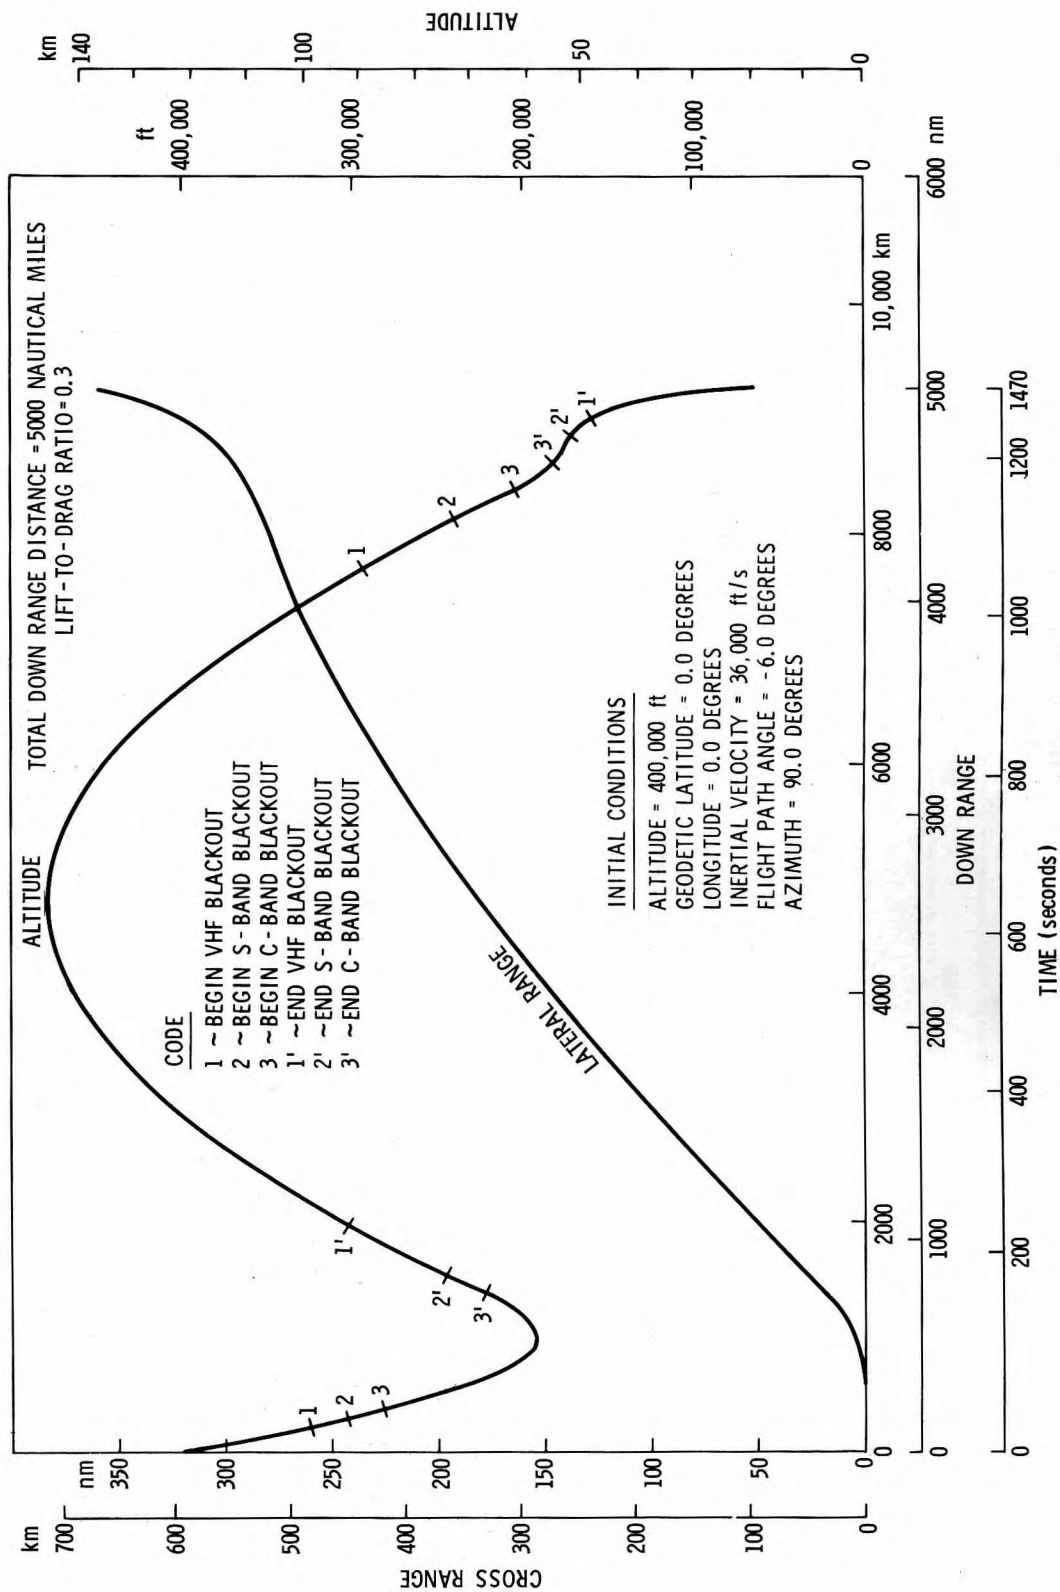 TOTAL DOWN RANGE DISTANCE = 5000 NAUTICAL MILES
LIFT-TO-DRAG RATIO = 0.3
ALTITUDE
CODE
1 ~ BEGIN VHF BLACKOUT
2 ~ BEGIN S-BAND BLACKOUT
3 ~ BEGIN C-BAND BLACKOUT
1' ~ END VHF BLACKOUT
2' ~ END S-BAND BLACKOUT
3' ~ END C-BAND BLACKOUT
1
2
3
3'
2'
1'
1
2
3
3'
2'
1'
LATERAL RANGE
INITIAL CONDITIONS
ALTITUDE = 400,000 ft
GEODETIC LATITUDE = 0.0 DEGREES
LONGITUDE = 0.0 DEGREES
INERTIAL VELOCITY = 36,000 ft/s
FLIGHT PATH ANGLE = -6.0 DEGREES
AZIMUTH = 90.0 DEGREES
CROSS RANGE
km
700
600
500
400
300
200
100
0
nm
350
300
250
200
150
100
50
0
ft
400,000
300,000
200,000
100,000
0
km
140
100
50
0
ALTITUDE
2000 4000 6000 8000 10,000 km
0 1000 2000 3000 4000 5000 6000 nm
DOWN RANGE
0 200 400 600 800 1000 1200 1470
TIME (seconds)